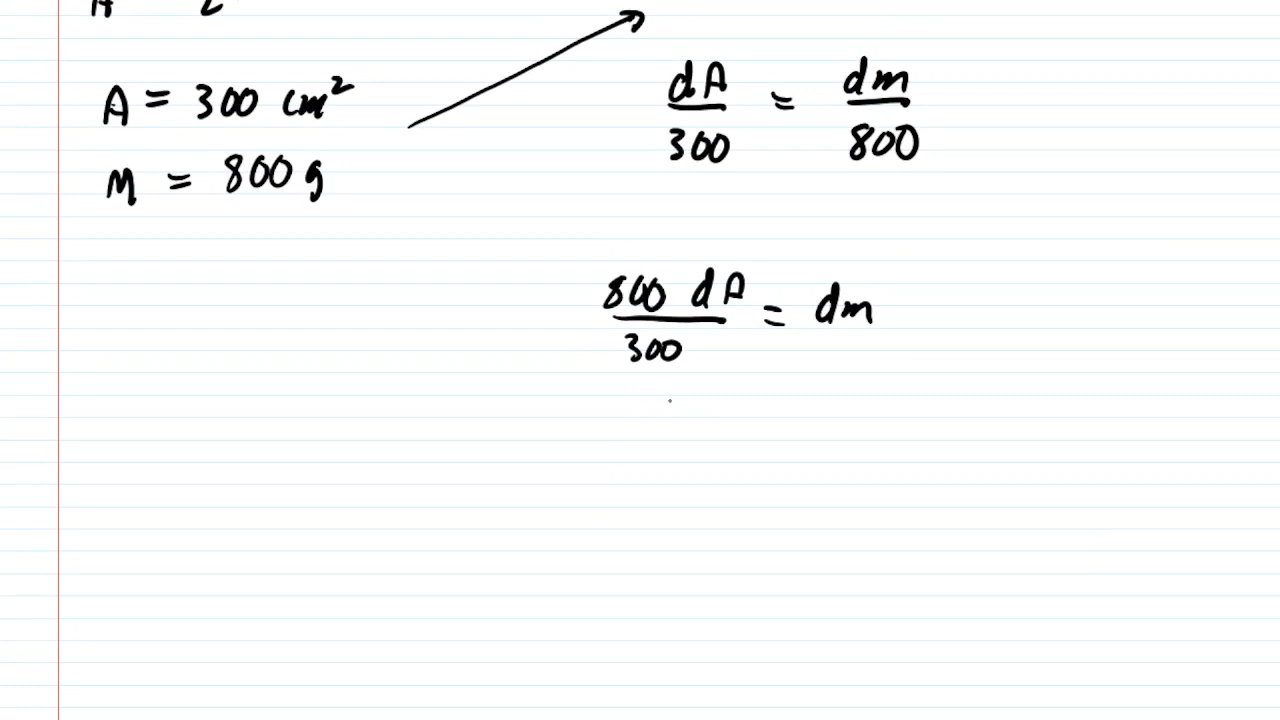 A = 300 cm²
M = 800 g
dA/300 = dm/800
800 dA/300 = dm